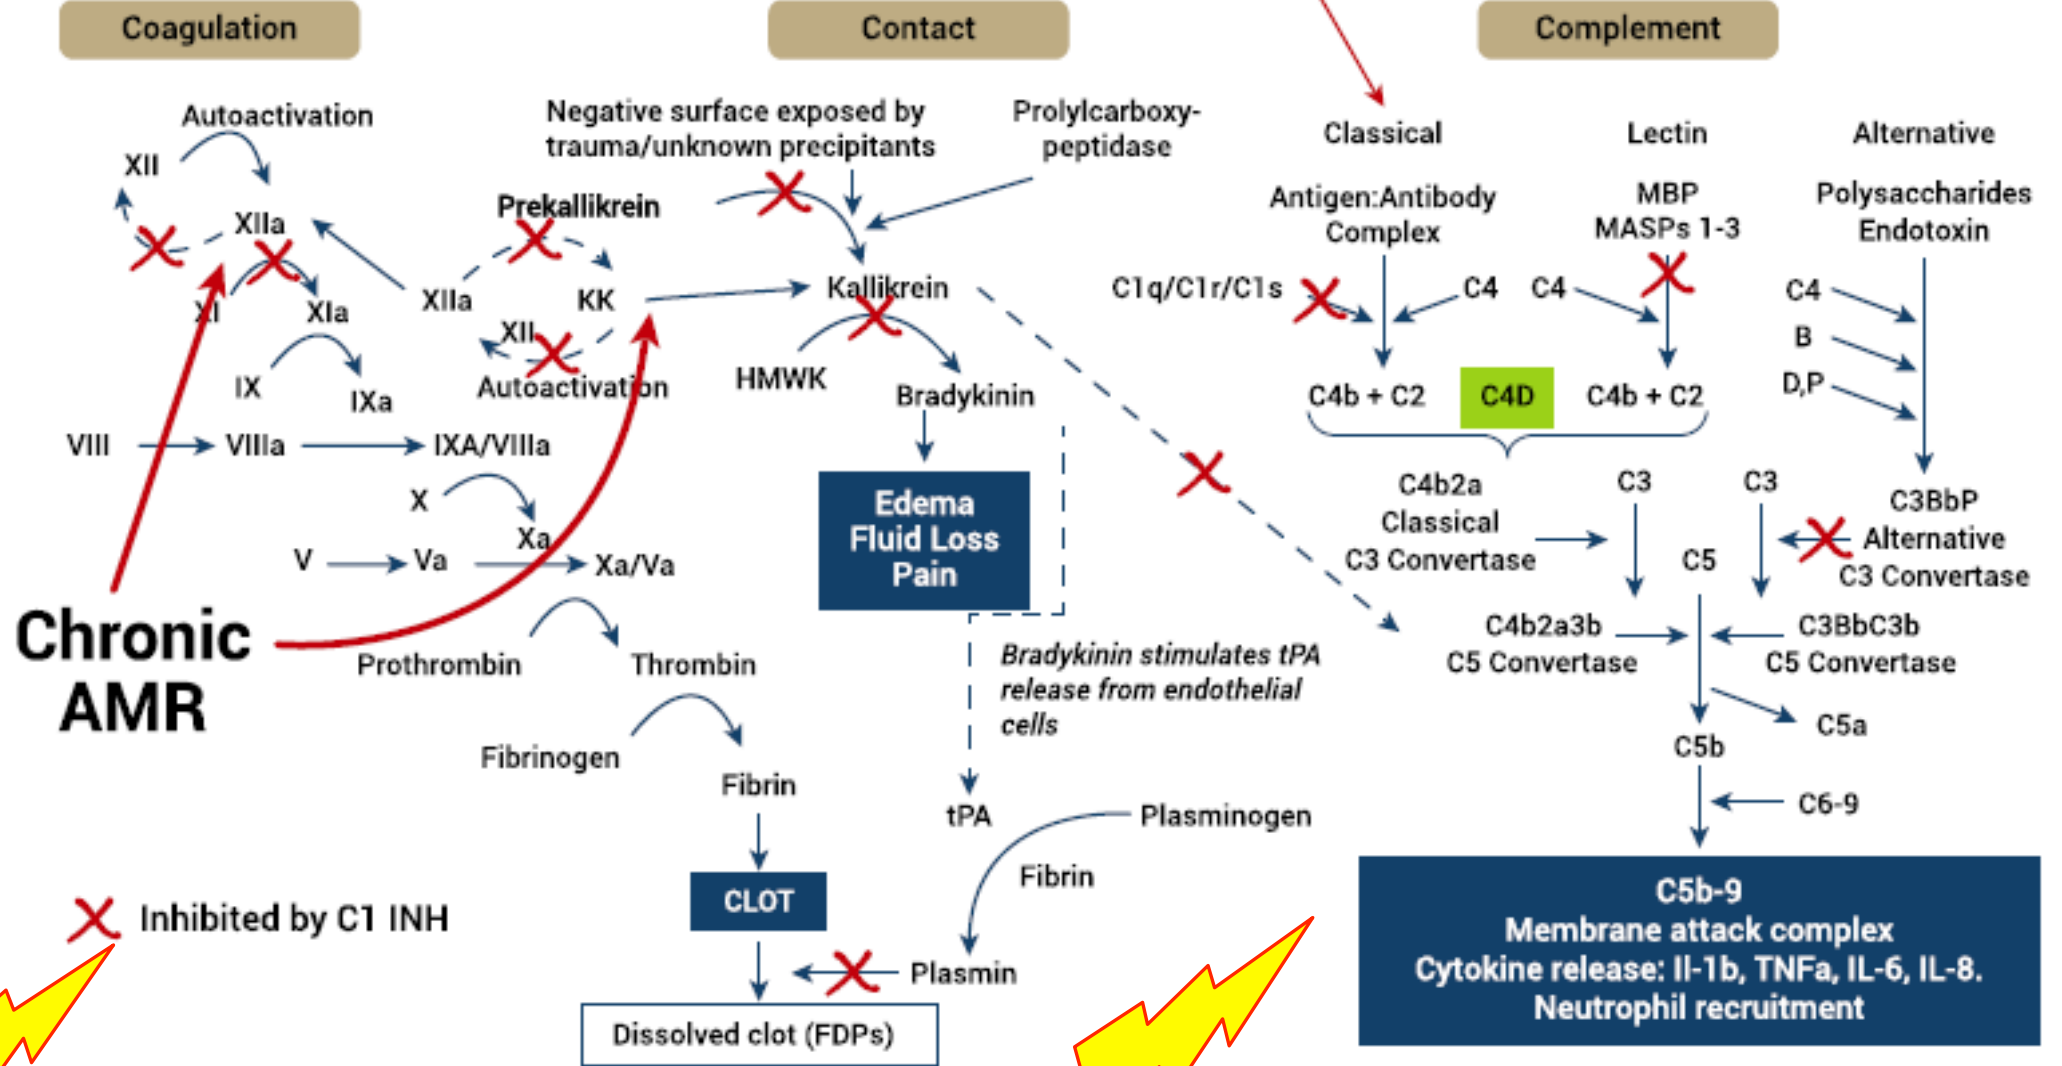 Coagulation
Contact
Complement
Autoactivation
XII
XIIa
XI
XIa
IX
IXa
VIII
VIIIa
IXA/VIIIa
X
Xa
V
Va
Xa/Va
Prothrombin
Thrombin
Fibrinogen
Fibrin
CLOT
Dissolved clot (FDPs)
Chronic
AMR
Inhibited by C1 INH
Negative surface exposed by
trauma/unknown precipitants
Prolylcarboxy-
peptidase
Prekallikrein
XIIa
KK
XII
Autoactivation
Kallikrein
HMWK
Bradykinin
Edema
Fluid Loss
Pain
Bradykinin stimulates tPA
release from endothelial
cells
tPA
Plasminogen
Fibrin
Plasmin
Classical
Antigen:Antibody
Complex
C1q/C1r/C1s
C4
C4b + C2
C4D
Lectin
MBP
MASPs 1-3
C4
C4b + C2
Alternative
Polysaccharides
Endotoxin
C4
B
D,P
C4b2a
Classical
C3 Convertase
C3
C3
C3BbP
Alternative
C3 Convertase
C5
C4b2a3b
C5 Convertase
C3BbC3b
C5 Convertase
C5a
C5b
C6-9
C5b-9
Membrane attack complex
Cytokine release: Il-1b, TNFa, IL-6, IL-8.
Neutrophil recruitment